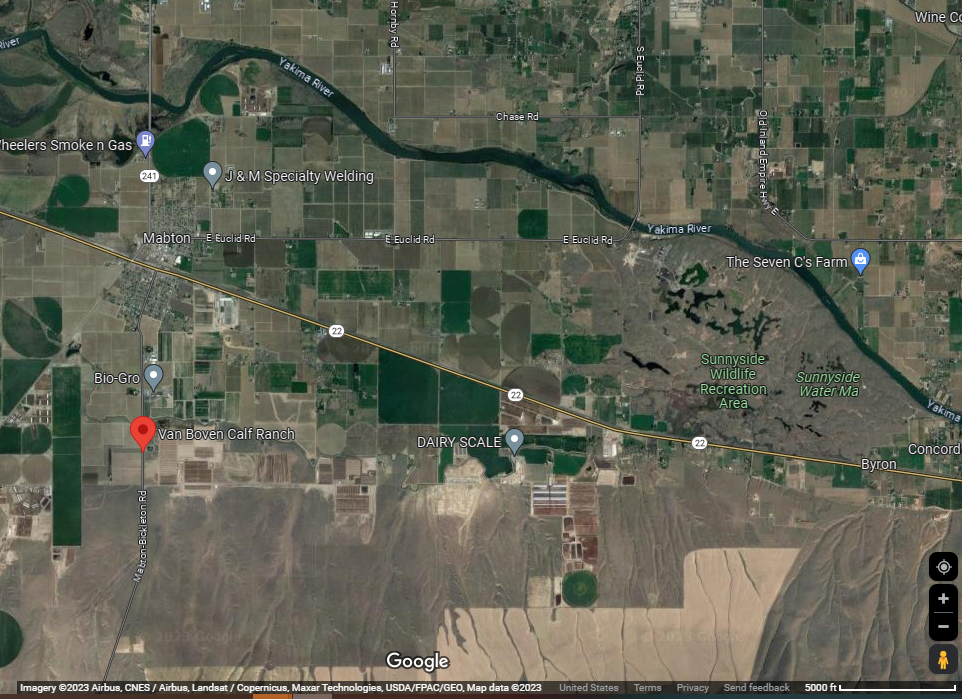 Wine Co
River
Hornby Rd
S Euclid Rd
Yakima River
Chase Rd
Old Inland Empire Hwy E
Wheelers Smoke n Gas
241
J & M Specialty Welding
Mabton
E Euclid Rd
E Euclid Rd
E Euclid Rd
Yakima River
The Seven C's Farm
22
Sunnyside
Wildlife
Recreation
Area
Sunnyside
Water Ma
Bio-Gro
22
Yakima
Van Boven Calf Ranch
DAIRY SCALE
22
Concord
Byron
Mabton-Bickleton Rd
Google
Imagery ©2023 Airbus, CNES / Airbus, Landsat / Copernicus, Maxar Technologies, USDA/FPAC/GEO, Map data ©2023 United States Terms Privacy Send feedback 5000 ft